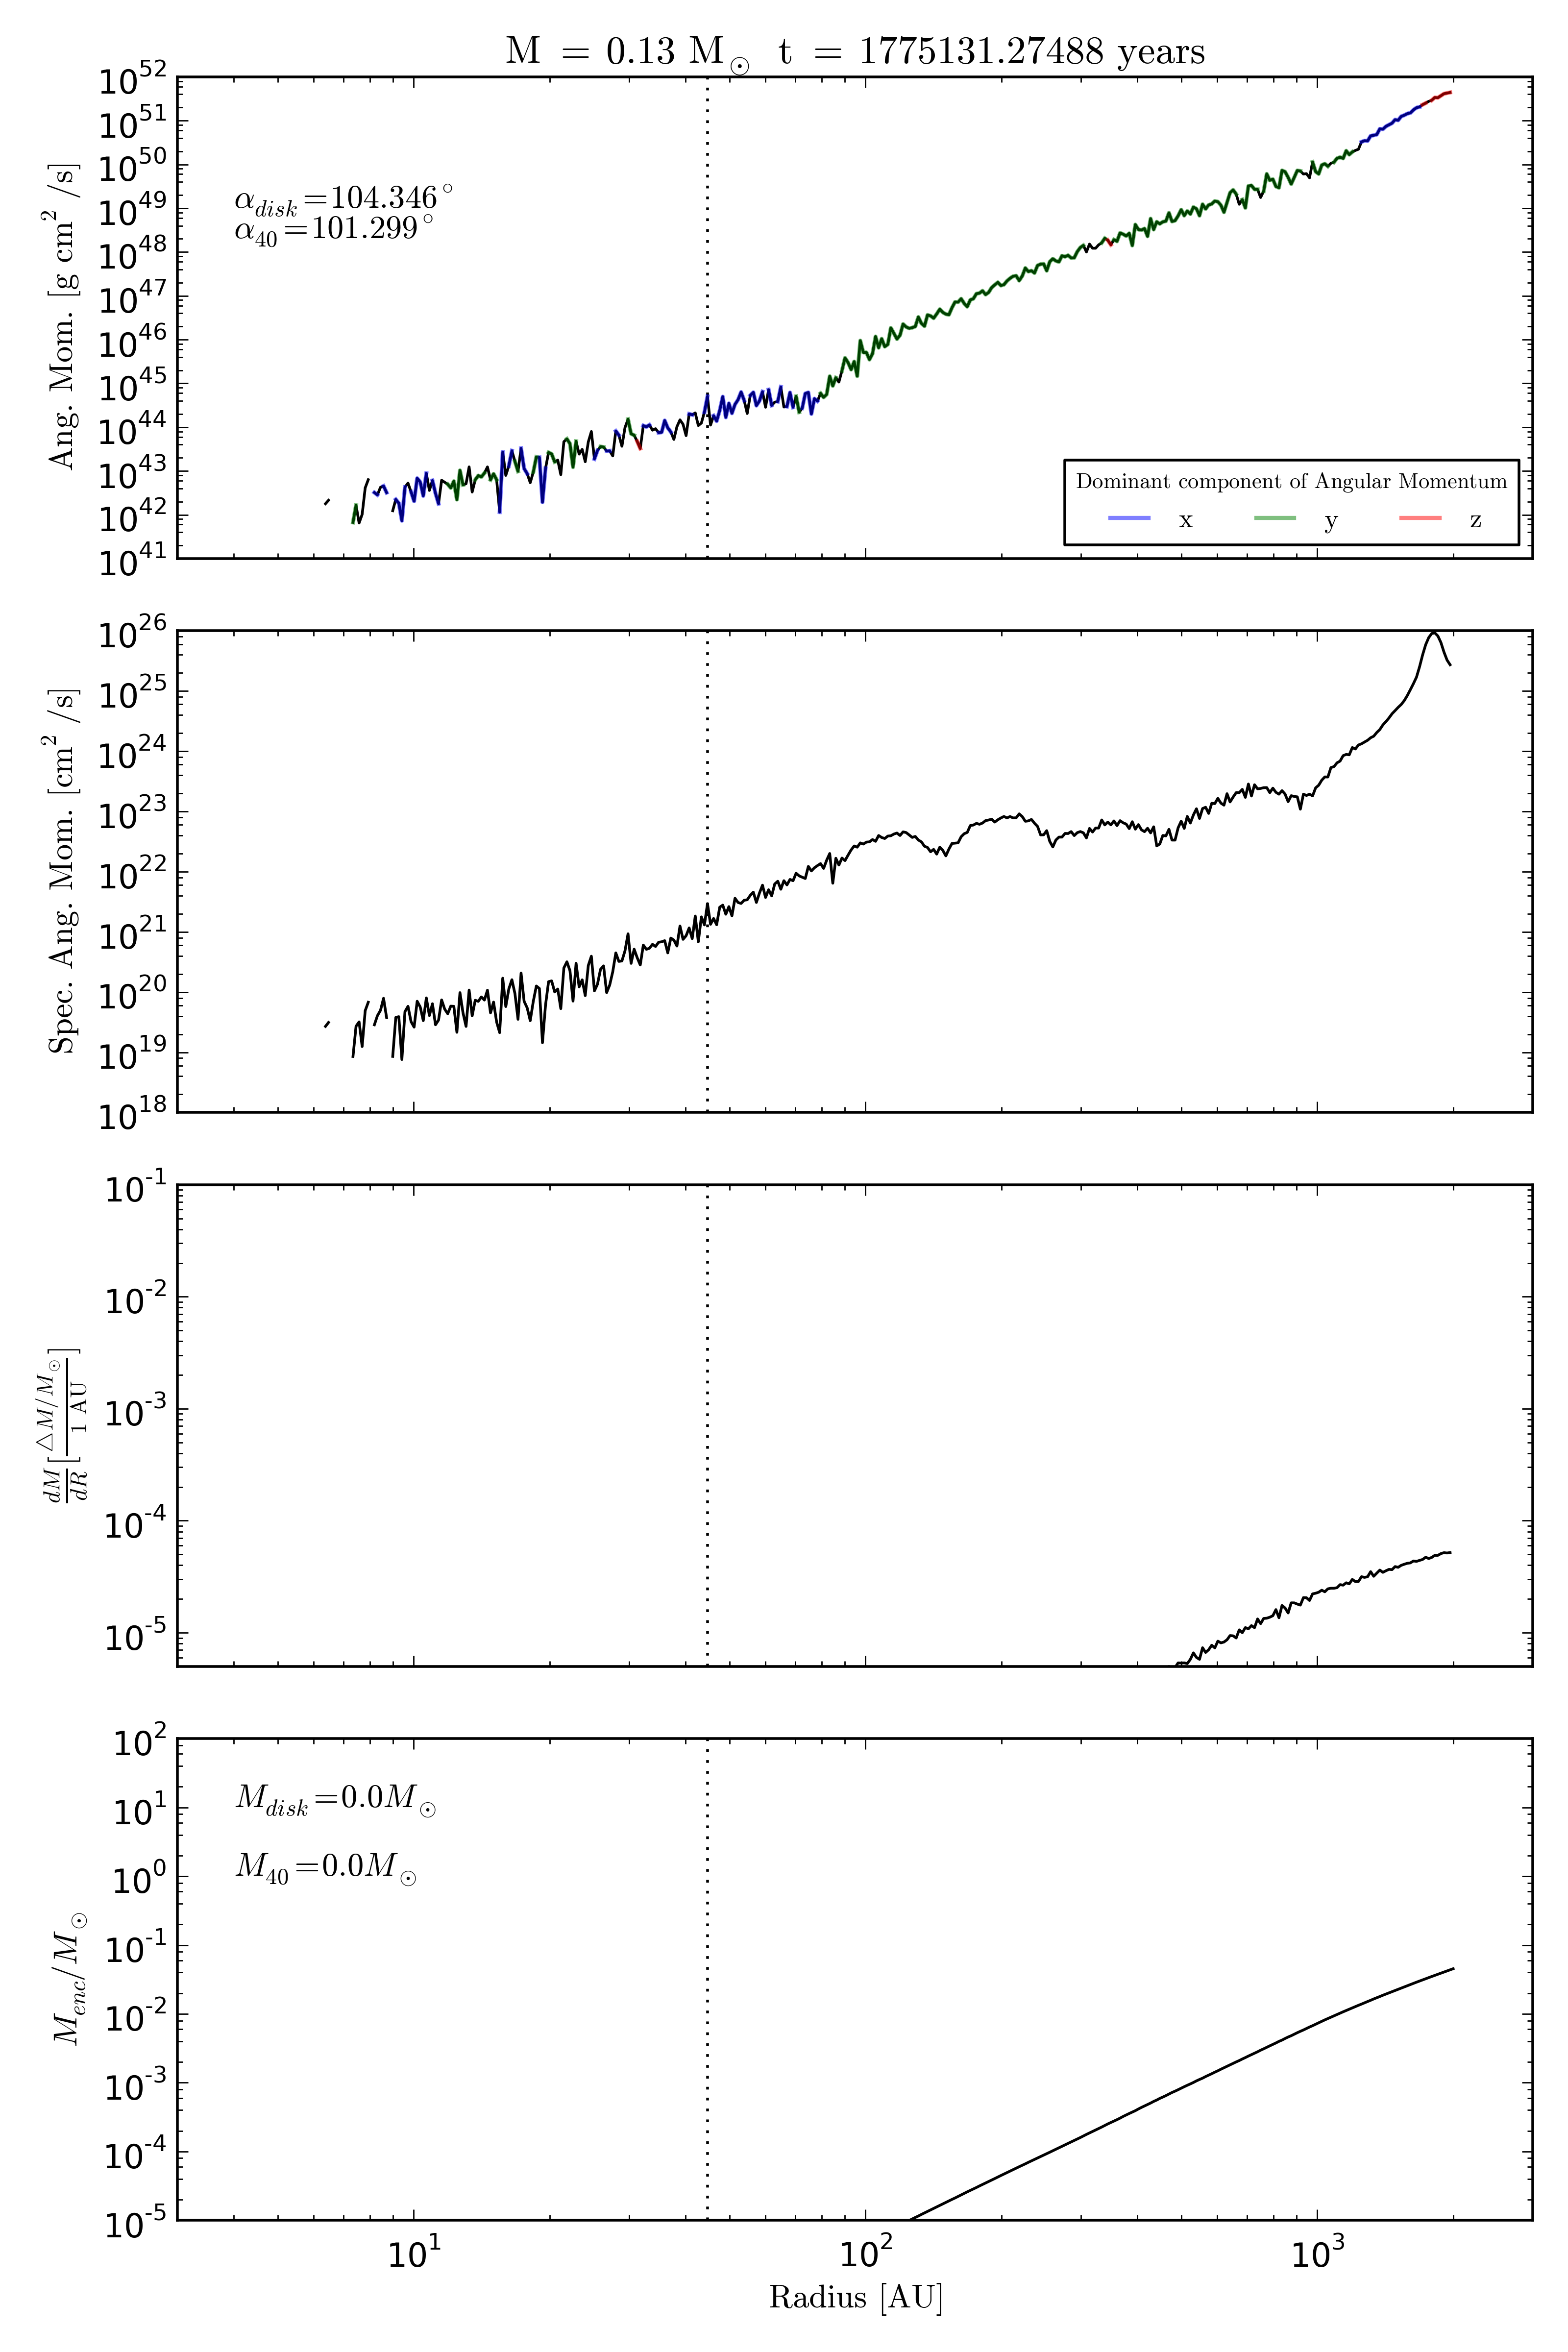 M = 0.13 M⊙ t = 1775131.27488 years
10^52
10^51
10^50
10^49
10^48
10^47
10^46
10^45
10^44
10^43
10^42
10^41
Ang. Mom. [g cm^2 /s]
α_disk=104.346°
α_40=101.299°
Dominant component of Angular Momentum
x y z
10^26
10^25
10^24
10^23
10^22
10^21
10^20
10^19
10^18
Spec. Ang. Mom. [cm^2 /s]
10^-1
10^-2
10^-3
10^-4
10^-5
dM/dR [△M/M⊙ / 1 AU]
10^2
10^1
10^0
10^-1
10^-2
10^-3
10^-4
10^-5
M_enc/M⊙
M_disk=0.0M⊙
M_40=0.0M⊙
10^1 10^2 10^3
Radius [AU]